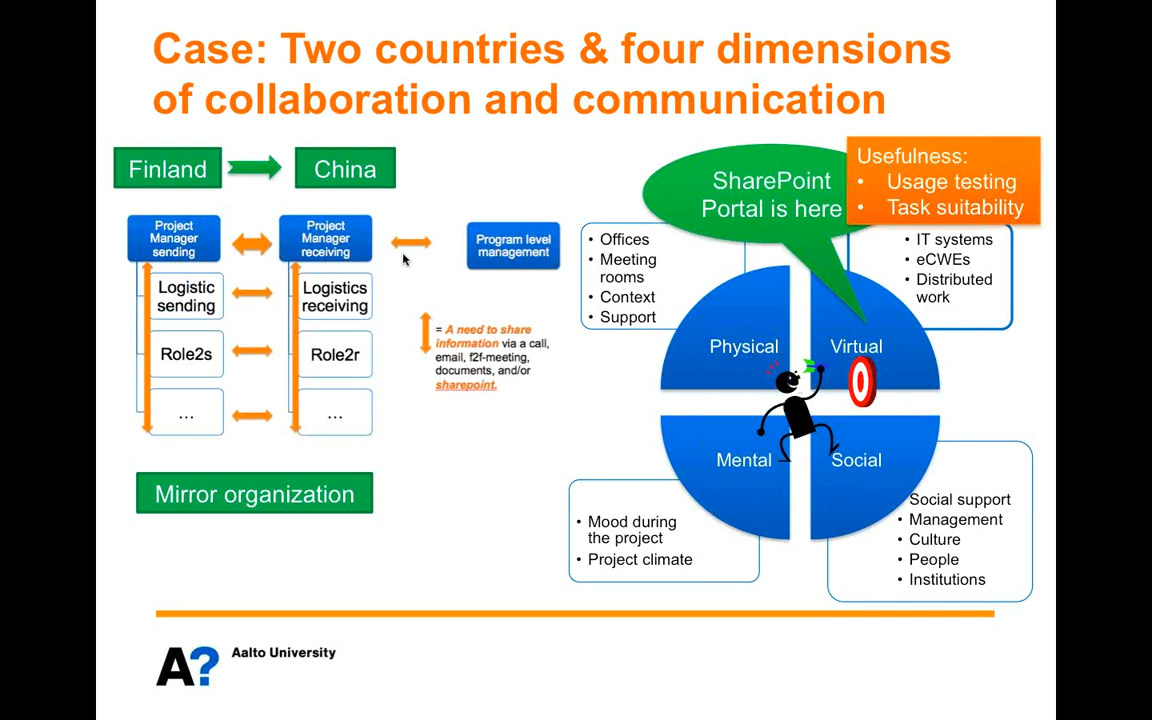 Case: Two countries & four dimensions
of collaboration and communication
Finland
China
Project
Manager
sending
Project
Manager
receiving
Program level
management
Logistic
sending
Logistics
receiving
Role2s
Role2r
...
...
= A need to share
information via a call,
email, f2f-meeting,
documents, and/or
sharepoint.
Mirror organization
SharePoint
Portal is here
Usefulness:
• Usage testing
• Task suitability
• Offices
• Meeting
rooms
• Context
• Support
• IT systems
• eCWEs
• Distributed
work
Physical
Virtual
Mental
Social
• Mood during
the project
• Project climate
Social support
• Management
• Culture
• People
• Institutions
A?
Aalto University